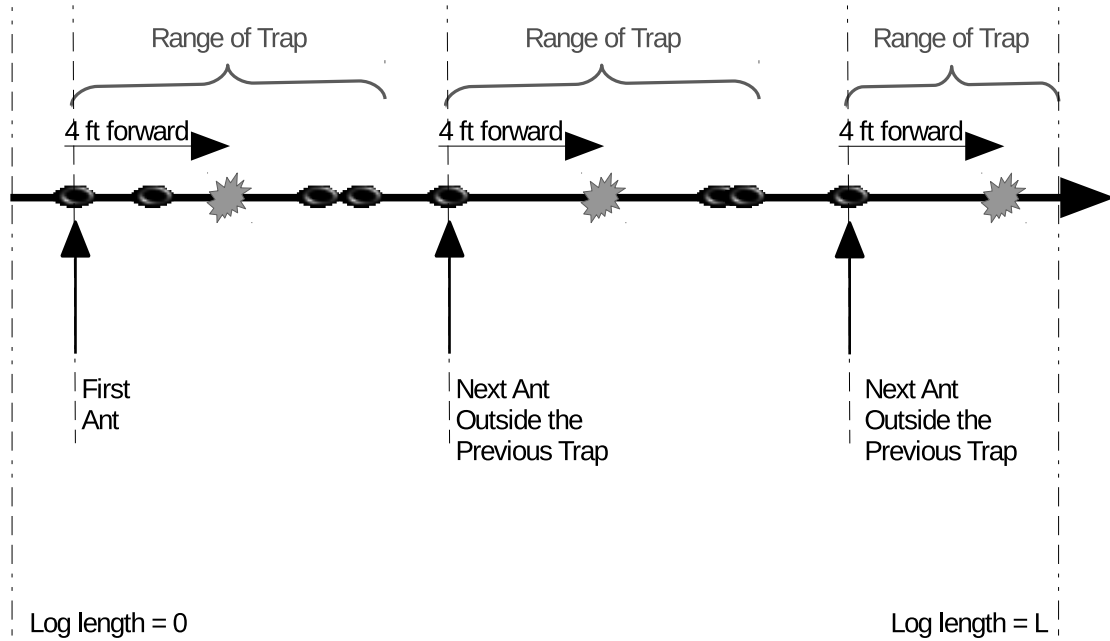 Range of Trap
Range of Trap
Range of Trap
4 ft forward
4 ft forward
4 ft forward
First
Ant
Next Ant
Outside the
Previous Trap
Next Ant
Outside the
Previous Trap
Log length = 0
Log length = L